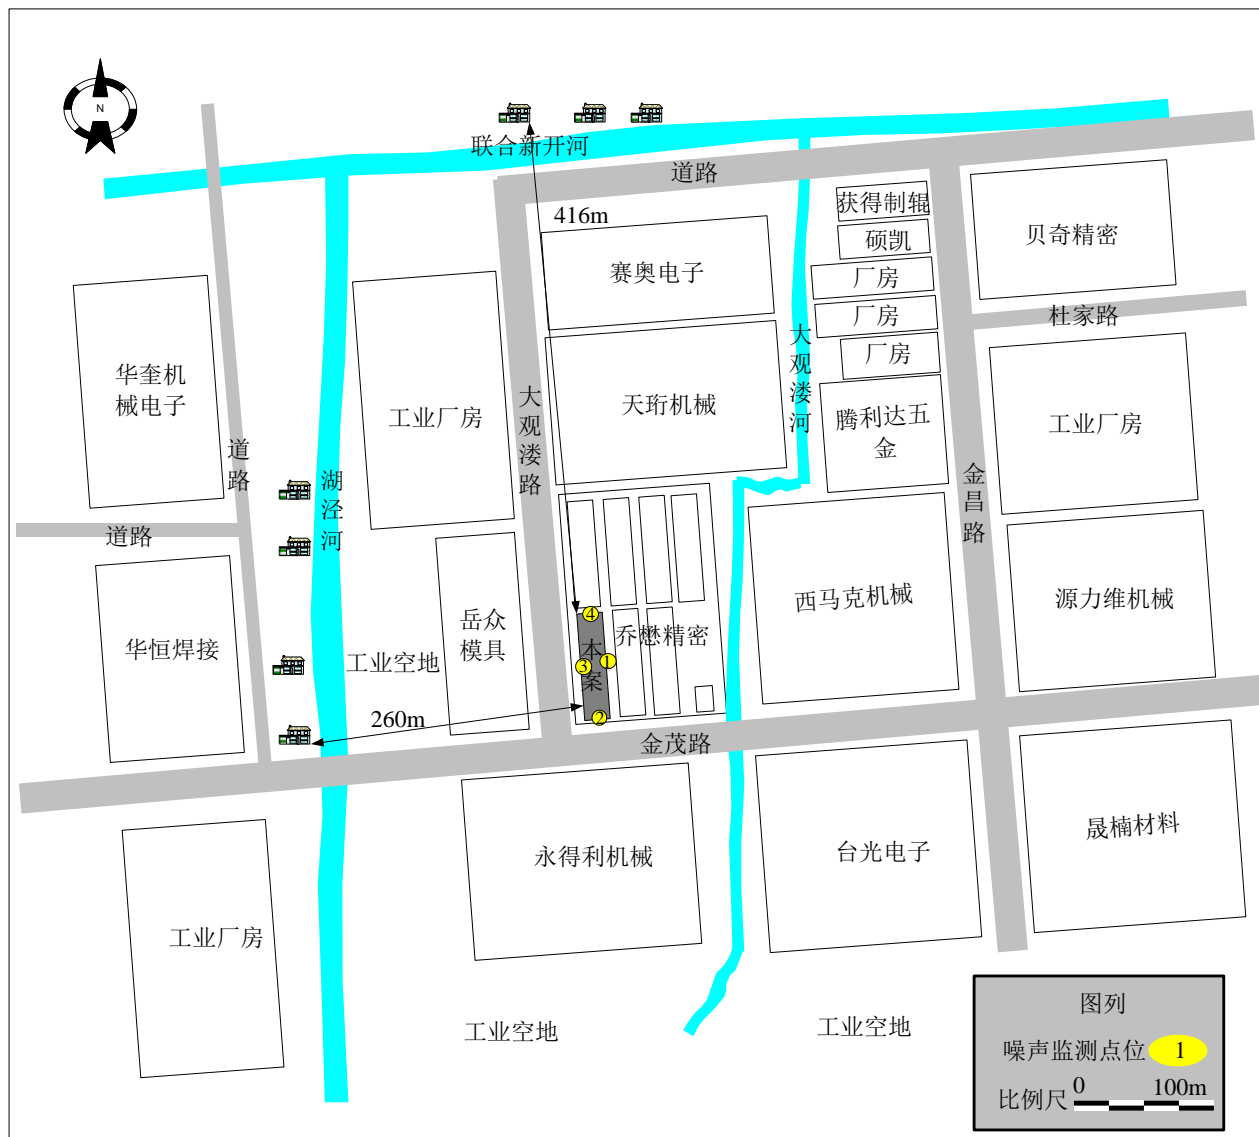 N
联合新开河
道路
416m
获得制辊
硕凯
厂房
厂房
厂房
贝奇精密
赛奥电子
杜家路
大观溇河
华奎机
械电子
工业厂房
大观溇路
天珩机械
腾利达五
金
工业厂房
道路
湖泾河
金昌路
道路
西马克机械
源力维机械
华恒焊接
工业空地
岳众
模具
4
本案
3
1
2
乔懋精密
260m
金茂路
永得利机械
台光电子
晟楠材料
工业厂房
工业空地
工业空地
图列
噪声监测点位 1
比例尺 0 100m